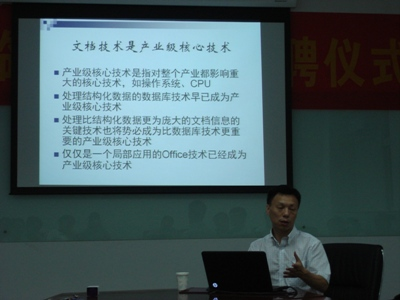 文档技术是产业级核心技术
产业级核心技术是指对整个产业都影响重
大的核心技术，如操作系统、CPU
处理结构化数据的数据库技术早已成为产
业级核心技术
处理比结构化数据更为庞大的文档信息的
关键技术也将势必成为比数据库技术更重
要的产业级核心技术
仅仅是一个局部应用的Office技术已经成为
产业级核心技术
聘仪式